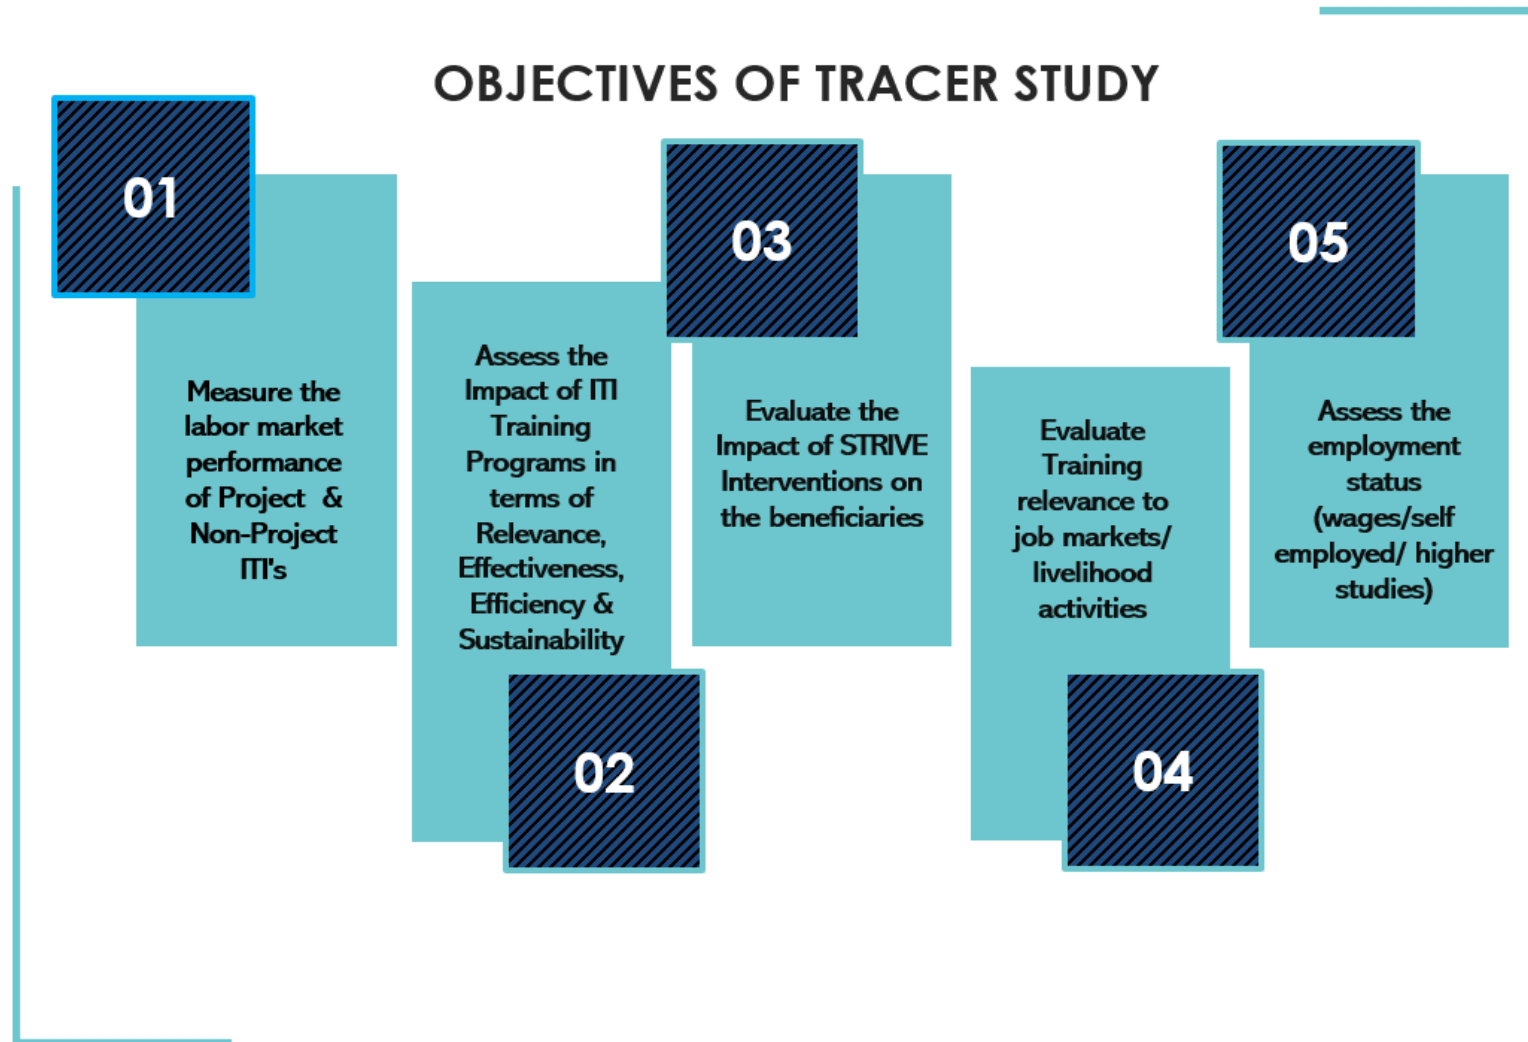 OBJECTIVES OF TRACER STUDY
01
Measure the
labor market
performance
of Project &
Non-Project
ITI's
Assess the
Impact of ITI
Training
Programs in
terms of
Relevance,
Effectiveness,
Efficiency &
Sustainability
02
03
Evaluate the
Impact of STRIVE
Interventions on
the beneficiaries
Evaluate
Training
relevance to
job markets/
livelihood
activities
04
05
Assess the
employment
status
(wages/self
employed/ higher
studies)